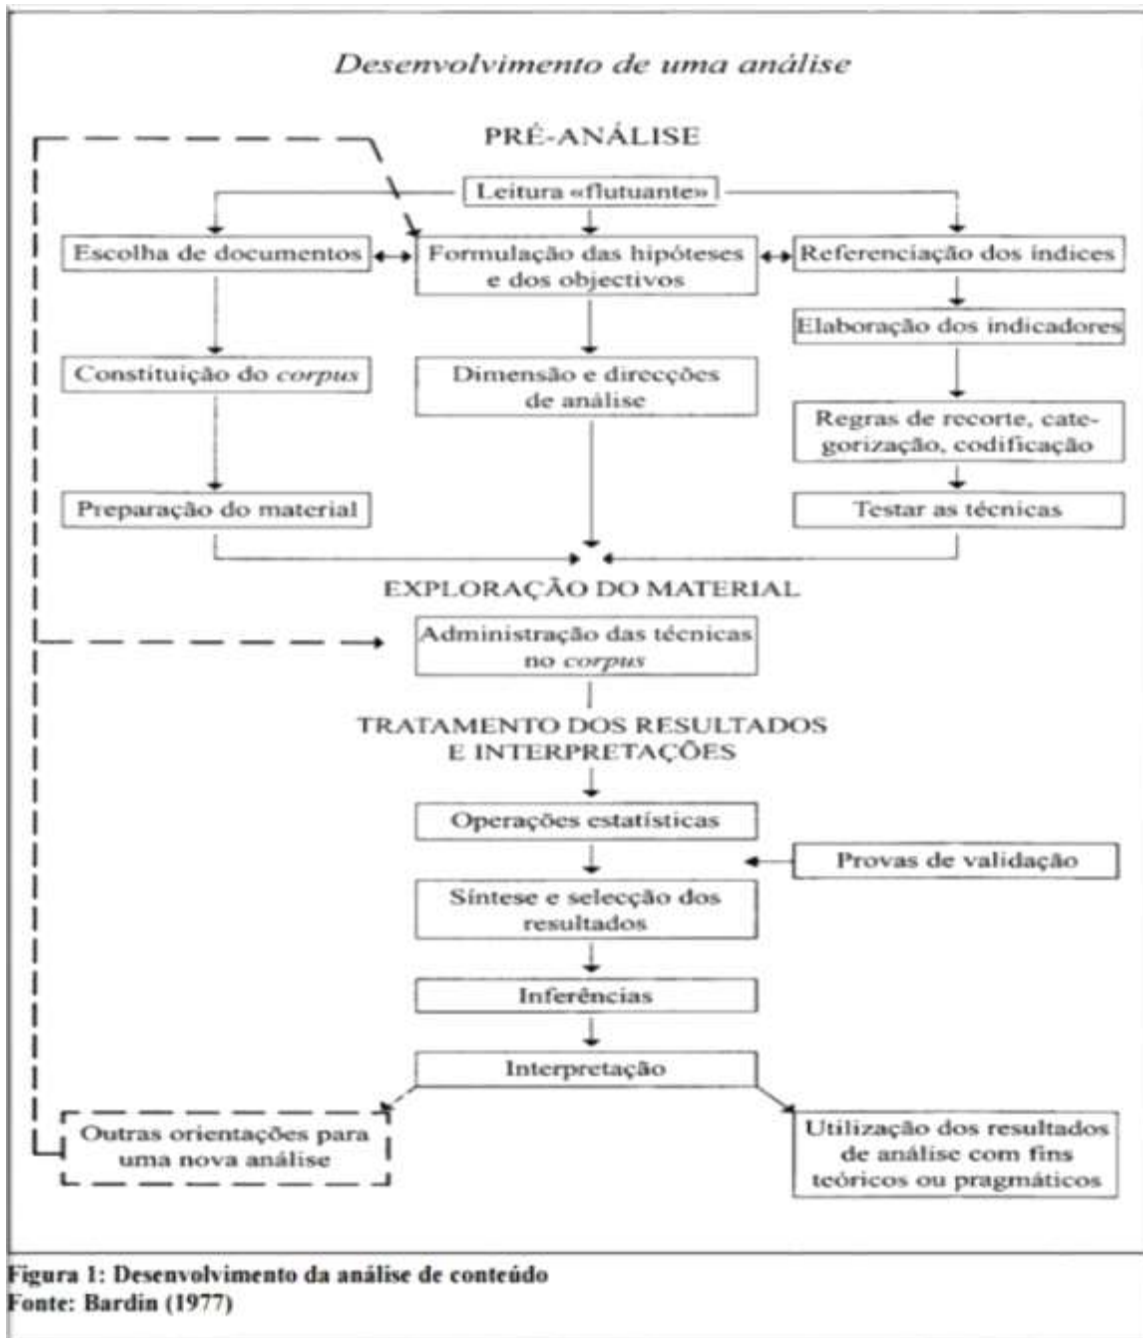 Desenvolvimento de uma análise
PRÉ-ANÁLISE
Leitura «flutuante»
Escolha de documentos
Formulação das hipóteses
e dos objectivos
Referenciação dos índices
Elaboração dos indicadores
Constituição do corpus
Dimensão e direcções
de análise
Regras de recorte, cate-
gorização, codificação
Preparação do material
Testar as técnicas
EXPLORAÇÃO DO MATERIAL
Administração das técnicas
no corpus
TRATAMENTO DOS RESULTADOS
E INTERPRETAÇÕES
Operações estatísticas
Provas de validação
Síntese e selecção dos
resultados
Inferências
Interpretação
Outras orientações para
uma nova análise
Utilização dos resultados
de análise com fins
teóricos ou pragmáticos
Figura 1: Desenvolvimento da análise de conteúdo
Fonte: Bardin (1977)